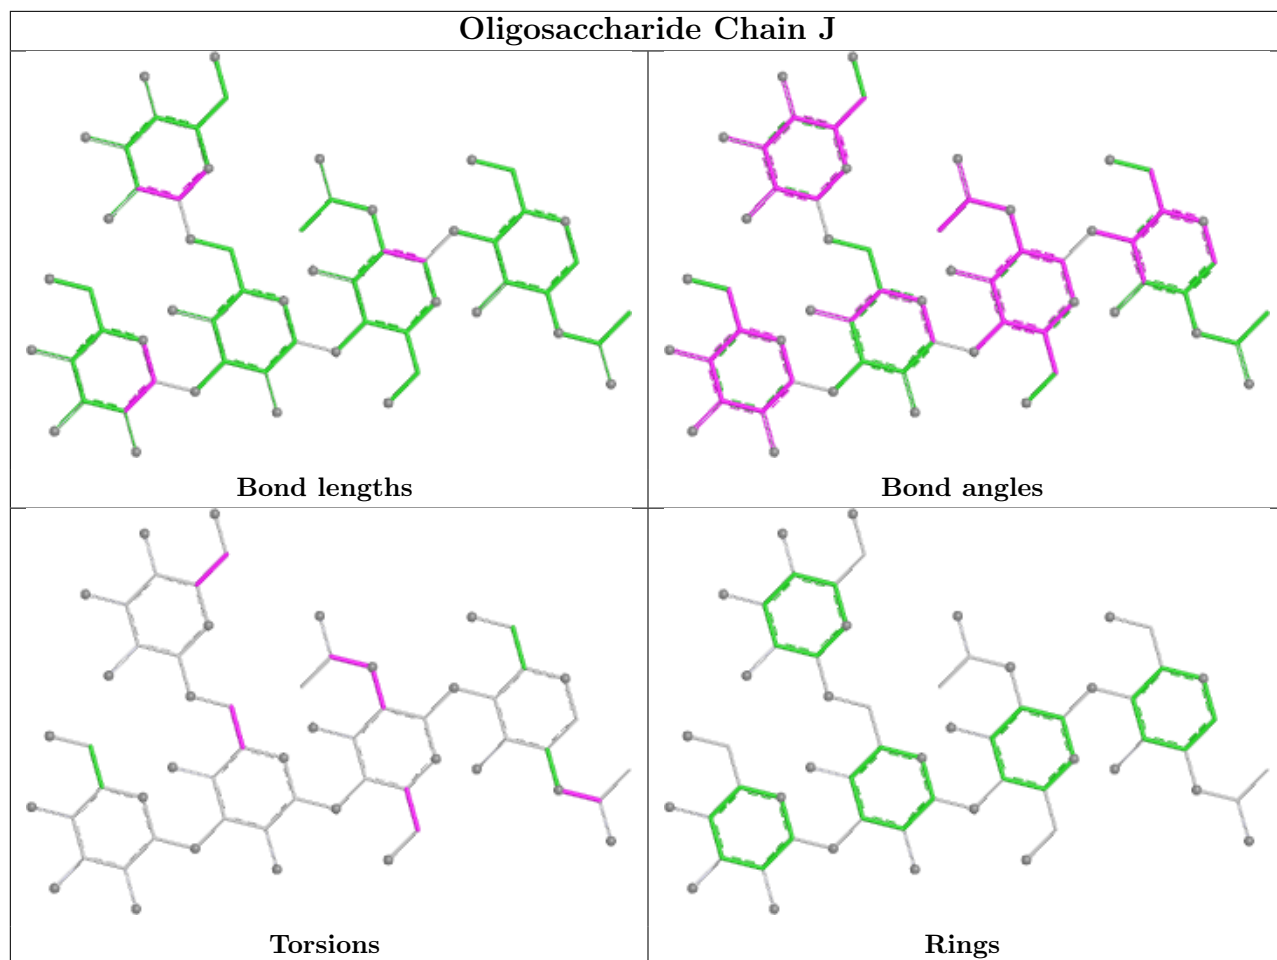 Oligosaccharide Chain J
Bond lengths
Bond angles
Torsions
Rings